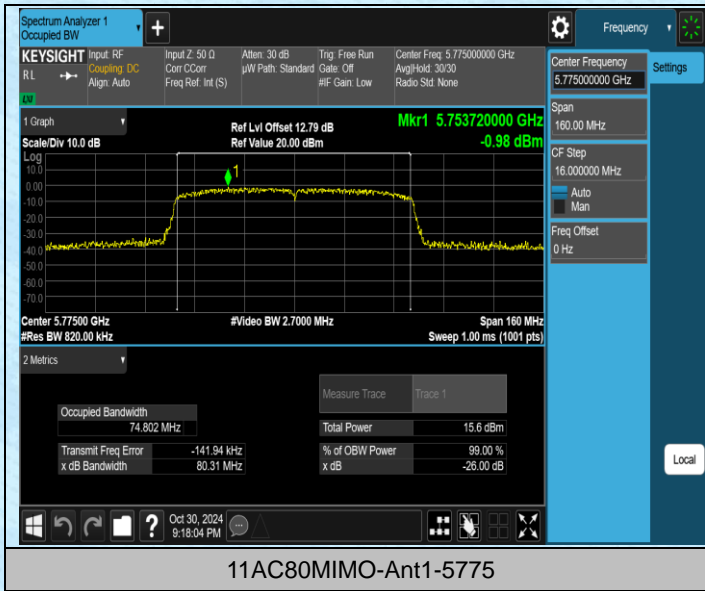 Spectrum Analyzer 1
Occupied BW
+
Frequency
KEYSIGHT
RL
Input: RF
Coupling: DC
Align: Auto
Input Z: 50 Ω
Corr CCorr
Freq Ref: Int (S)
Atten: 30 dB
µW Path: Standard
Trig: Free Run
Gate: Off
#IF Gain: Low
Center Freq: 5.775000000 GHz
Avg|Hold: 30/30
Radio Std: None
Center Frequency
5.775000000 GHz
Settings
Span
160.00 MHz
CF Step
16.000000 MHz
Auto
Man
Freq Offset
0 Hz
Local
1 Graph
Scale/Div 10.0 dB
Ref Lvl Offset 12.79 dB
Ref Value 20.00 dBm
Mkr1 5.753720000 GHz
-0.98 dBm
Log
10.0
0.00
-10.0
-20.0
-30.0
-40.0
-50.0
-60.0
-70.0
1
Center 5.77500 GHz
#Res BW 820.00 kHz
#Video BW 2.7000 MHz
Span 160 MHz
Sweep 1.00 ms (1001 pts)
2 Metrics
Measure Trace Trace 1
Occupied Bandwidth
74.802 MHz
Total Power 15.6 dBm
Transmit Freq Error -141.94 kHz
% of OBW Power 99.00 %
x dB Bandwidth 80.31 MHz
x dB -26.00 dB
?
Oct 30, 2024
9:18:04 PM
11AC80MIMO-Ant1-5775